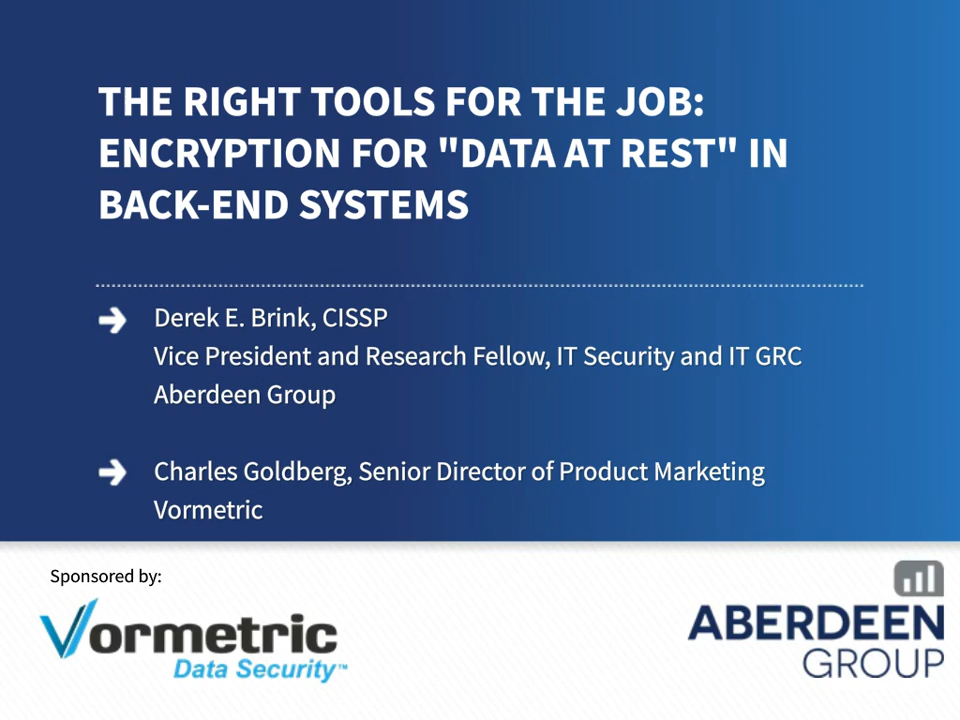 THE RIGHT TOOLS FOR THE JOB:
ENCRYPTION FOR "DATA AT REST" IN
BACK-END SYSTEMS
Derek E. Brink, CISSP
Vice President and Research Fellow, IT Security and IT GRC
Aberdeen Group
Charles Goldberg, Senior Director of Product Marketing
Vormetric
Sponsored by:
Vormetric
Data Security™
ABERDEEN
GROUP